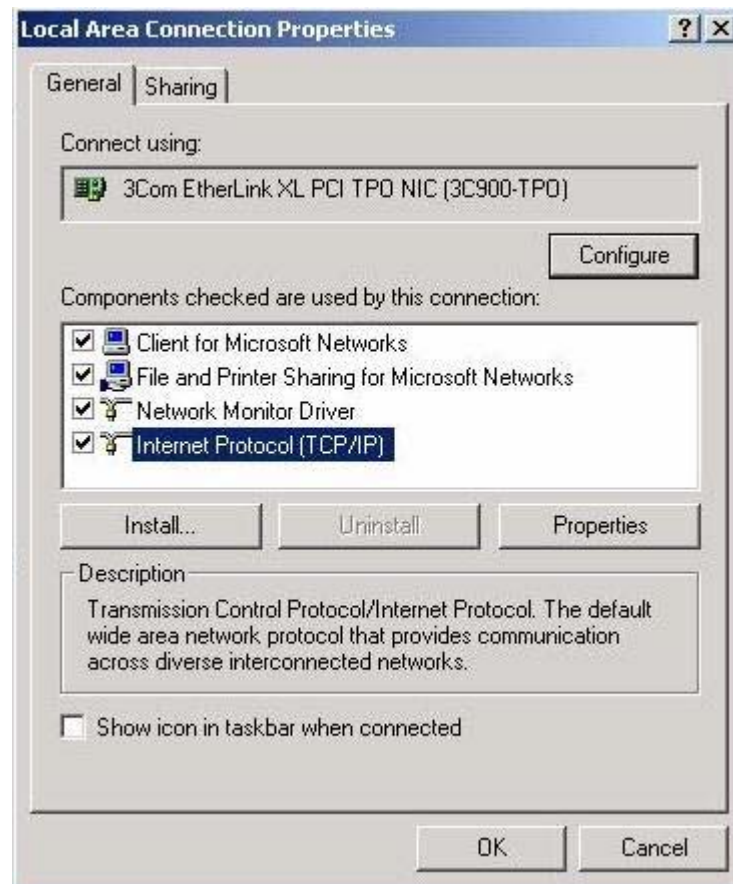 Local Area Connection Properties
General
Sharing
Connect using:
3Com EtherLink XL PCI TPO NIC (3C900-TPO)
Configure
Components checked are used by this connection:
Client for Microsoft Networks
File and Printer Sharing for Microsoft Networks
Network Monitor Driver
Internet Protocol (TCP/IP)
Install...
Uninstall
Properties
Description
Transmission Control Protocol/Internet Protocol. The default
wide area network protocol that provides communication
across diverse interconnected networks.
Show icon in taskbar when connected
OK
Cancel